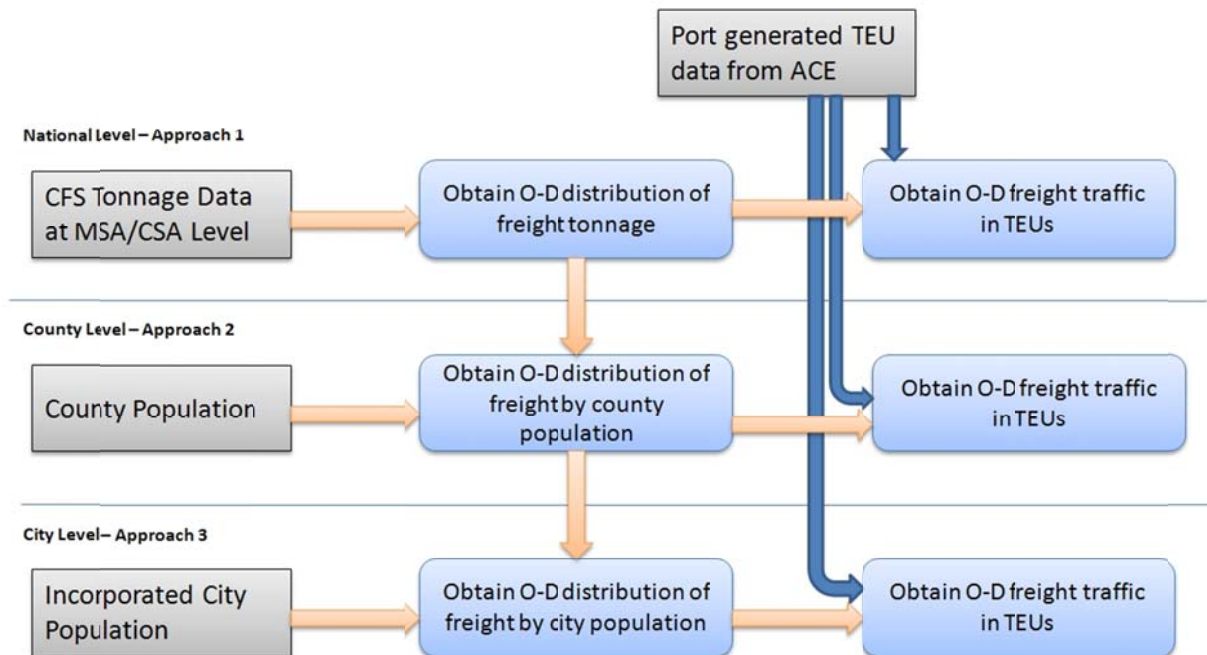 Port generated TEU
data from ACE
National Level – Approach 1
CFS Tonnage Data
at MSA/CSA Level
Obtain O-D distribution of
freight tonnage
Obtain O-D freight traffic
in TEUs
County Level – Approach 2
County Population
Obtain O-D distribution of
freight by county
population
Obtain O-D freight traffic
in TEUs
City Level– Approach 3
Incorporated City
Population
Obtain O-D distribution of
freight by city population
Obtain O-D freight traffic
in TEUs